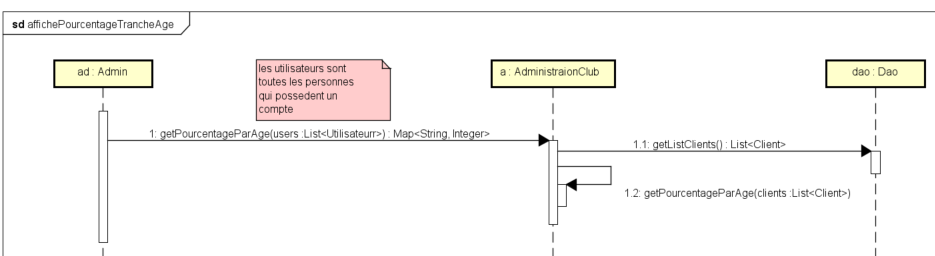 sd affichePourcentageTrancheAge
ad : Admin
les utilisateurs sont
toutes les personnes
qui possedent un
compte
a : AdministraionClub
dao : Dao
1: getPourcentageParAge(users :List<Utilisateurr>) : Map<String, Integer>
1.1: getListClients() : List<Client>
1.2: getPourcentageParAge(clients :List<Client>)